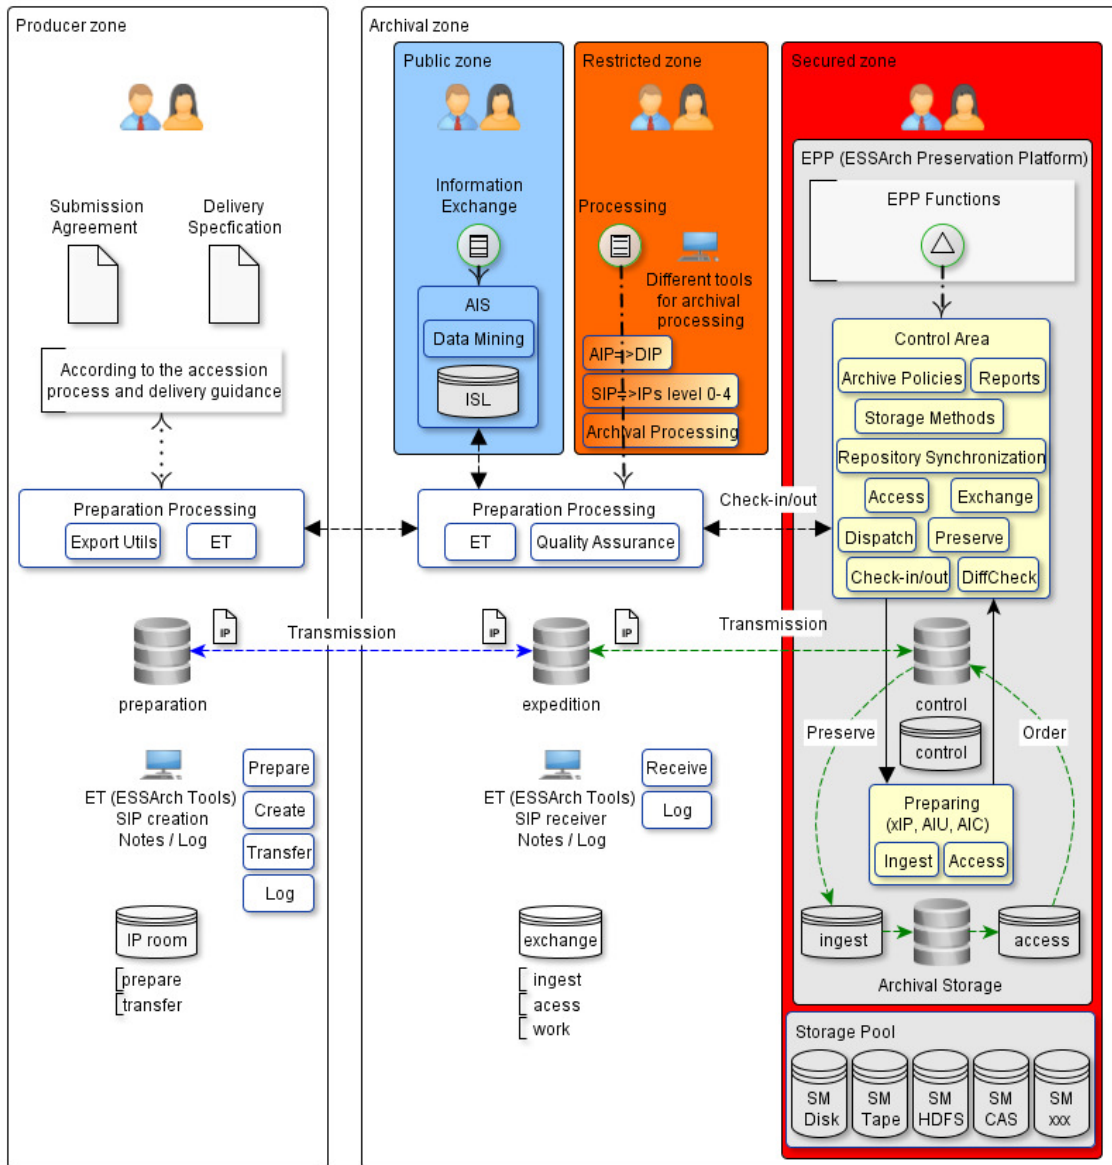 Producer zone
Submission
Agreement
Delivery
Specfication
According to the accession
process and delivery guidance
Preparation Processing
Export Utils
ET
IP
Transmission
preparation
ET (ESSArch Tools)
SIP creation
Notes / Log
Prepare
Create
Transfer
Log
IP room
prepare
transfer
Archival zone
Public zone
Information
Exchange
AIS
Data Mining
ISL
Restricted zone
Processing
Different tools
for archival
processing
AIP=>DIP
SIP=>IPs level 0-4
Archival Processing
Preparation Processing
ET
Quality Assurance
Check-in/out
IP
IP
Transmission
expedition
ET (ESSArch Tools)
SIP receiver
Notes / Log
Receive
Log
exchange
ingest
acess
work
Secured zone
EPP (ESSArch Preservation Platform)
EPP Functions
Control Area
Archive Policies
Reports
Storage Methods
Repository Synchronization
Access
Exchange
Dispatch
Preserve
Check-in/out
DiffCheck
control
Preserve
control
Order
Preparing
(xIP, AIU, AIC)
Ingest
Access
ingest
access
Archival Storage
Storage Pool
SM
Disk
SM
Tape
SM
HDFS
SM
CAS
SM
xxx